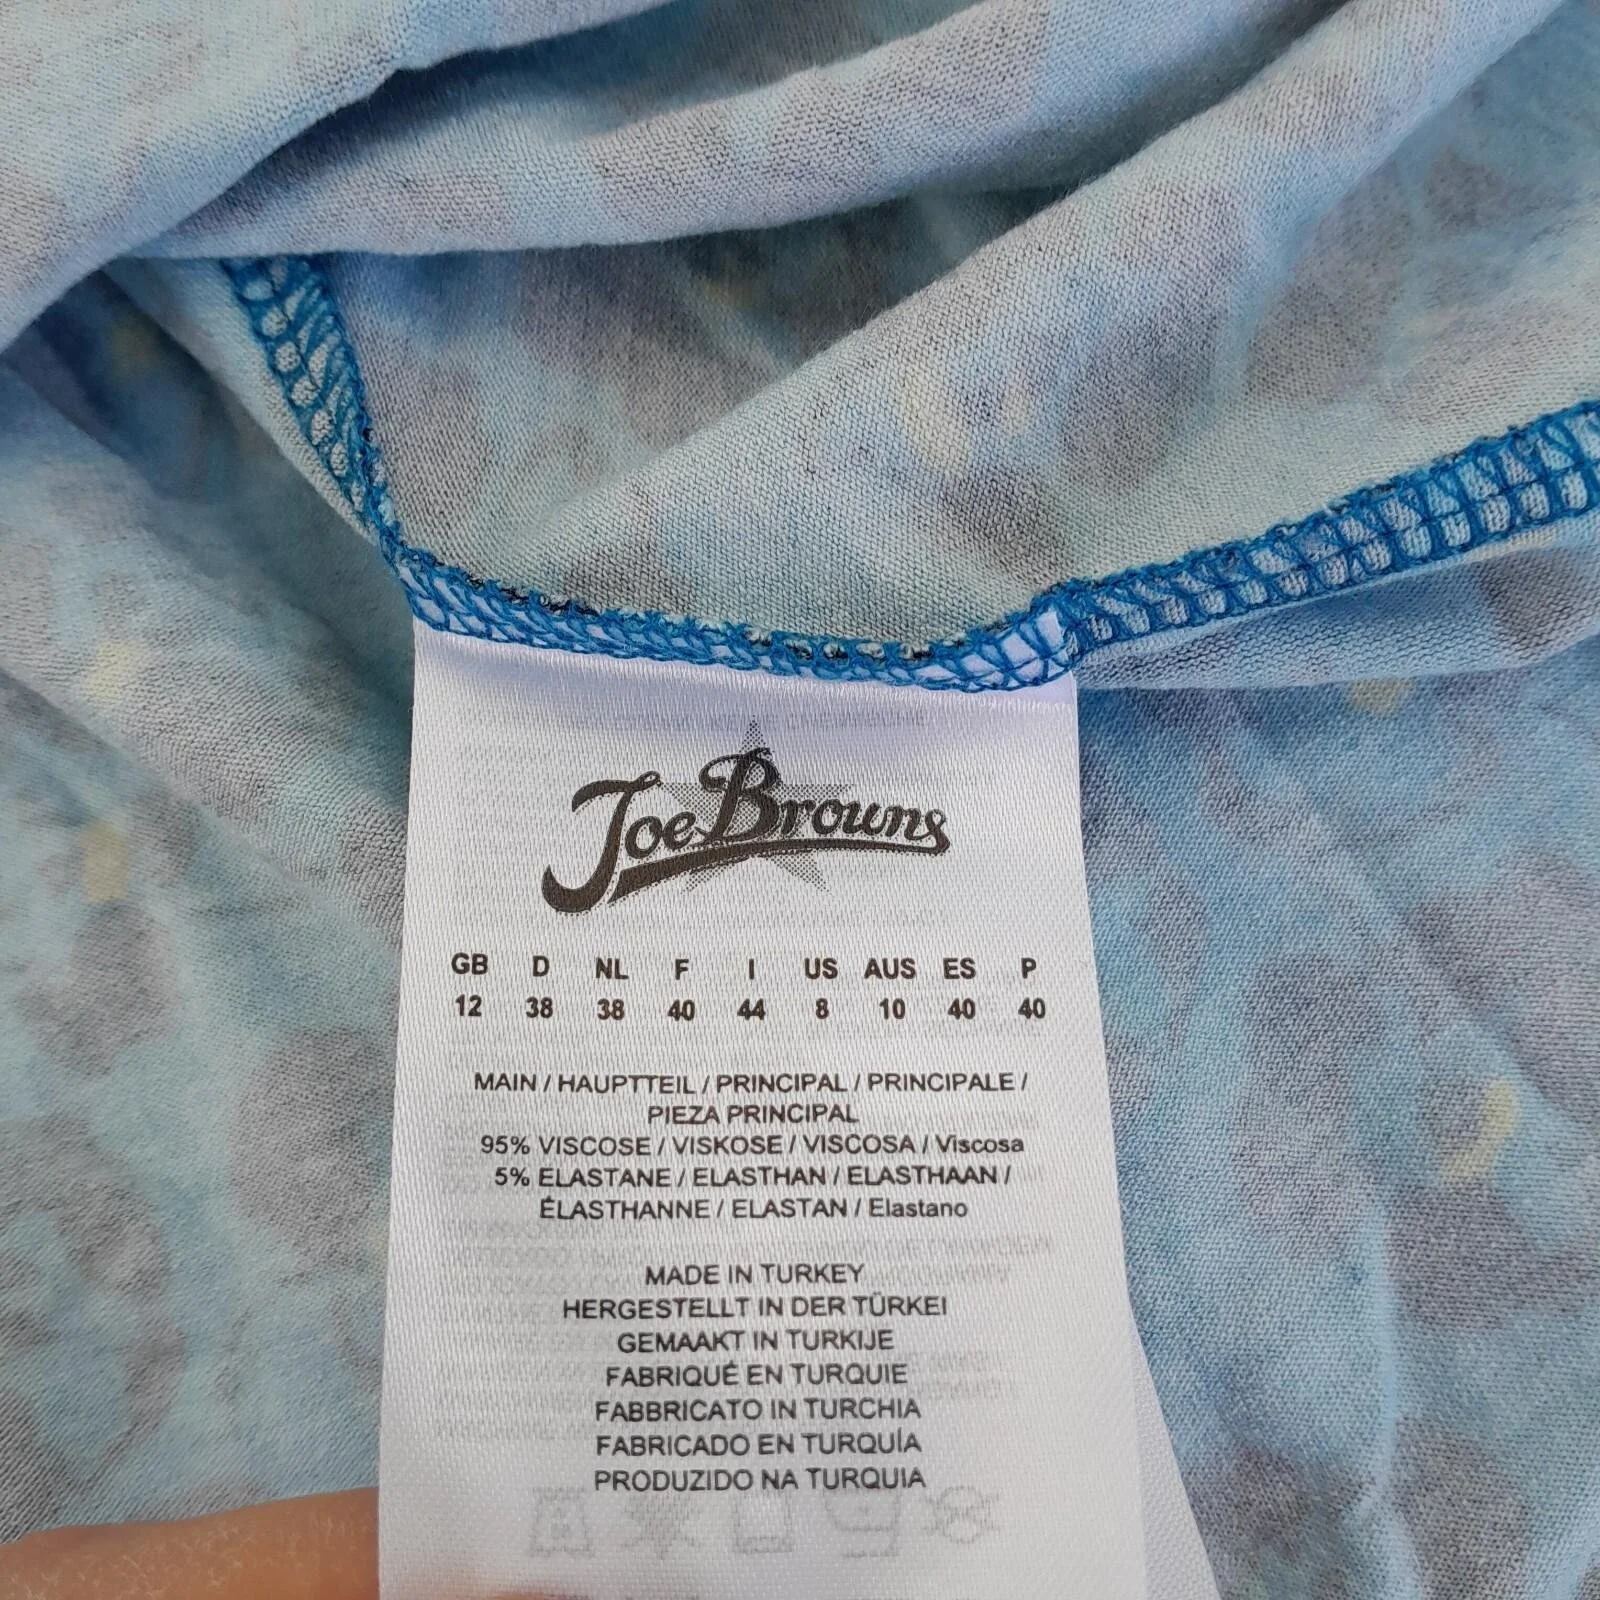 Joe Browns
GB D NL F I US AUS ES P
12 38 38 40 44 8 10 40 40
MAIN / HAUPTTEIL / PRINCIPAL / PRINCIPALE /
PIEZA PRINCIPAL
95% VISCOSE / VISKOSE / VISCOSA / Viscosa
5% ELASTANE / ELASTHAN / ELASTHAAN /
ÉLASTHANNE / ELASTAN / Elastano
MADE IN TURKEY
HERGESTELLT IN DER TÜRKEI
GEMAAKT IN TURKIJE
FABRIQUÉ EN TURQUIE
FABBRICATO IN TURCHIA
FABRICADO EN TURQUÍA
PRODUZIDO NA TURQUIA